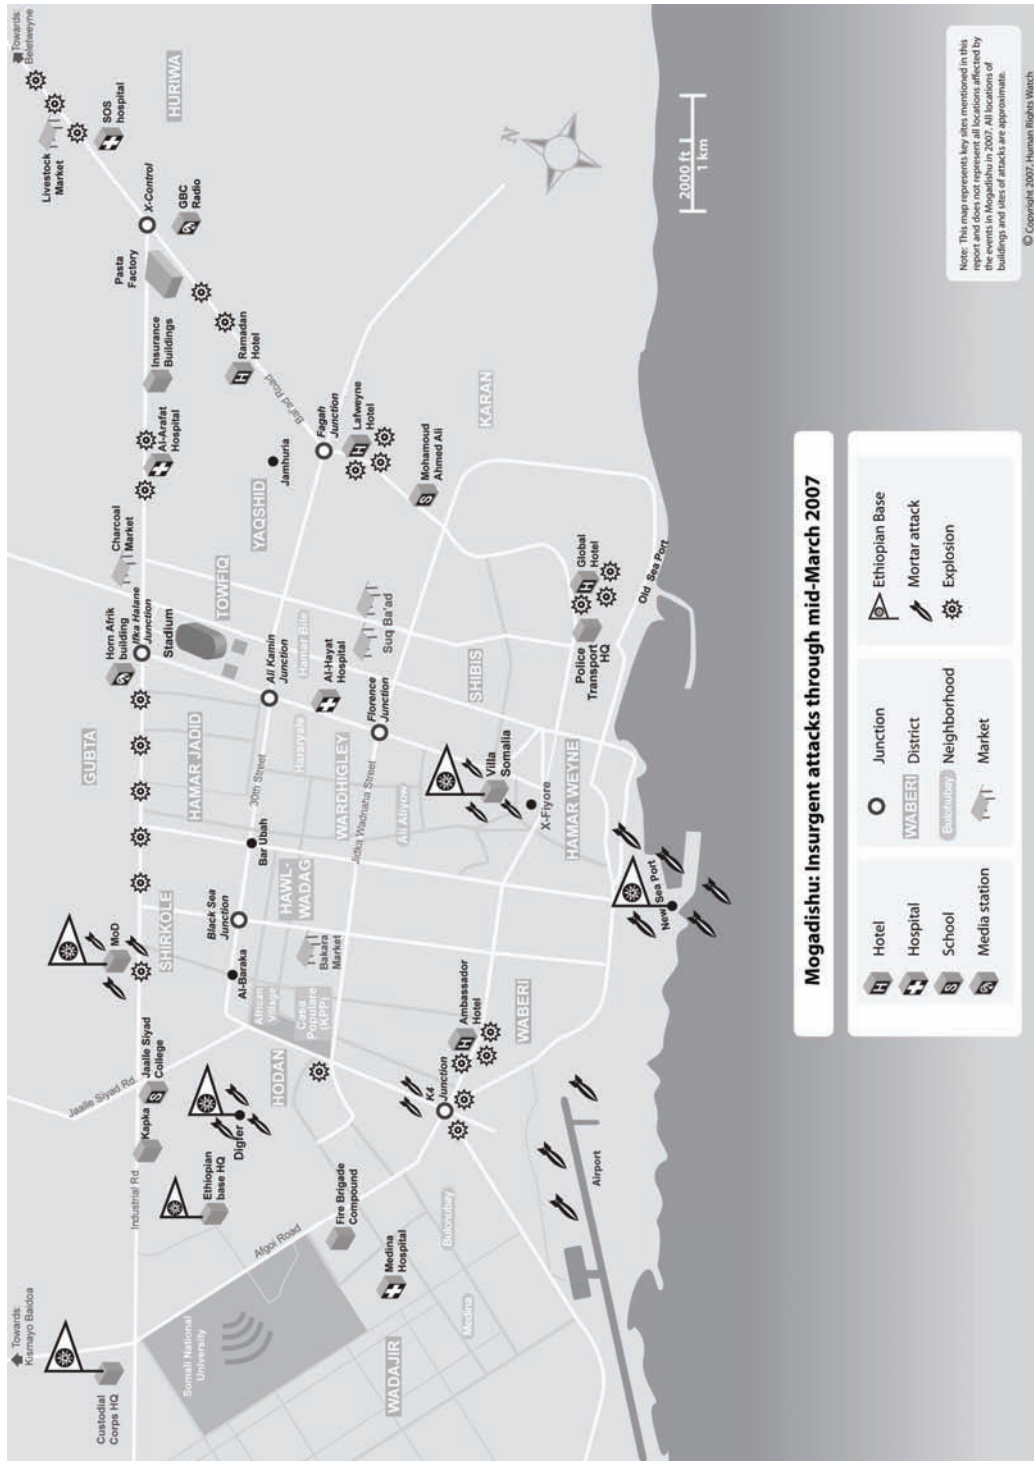 Towards:
Kismayo Baidoa
Custodial
Corps HQ
Somali National
University
Industrial Rd.
Afgoi Road
WADAJIR
Medina
Medina
Hospital
Bulohubay
Fire Brigade
Compound
Ethiopian
base HQ
Kapka
Jaalle Siyad
College
Jaalle Siyad Rd.
Digfer
HODAN
K4
Junction
Airport
Ambassador
Hotel
WABERI
MoD
SHIRKOLE
Al-Baraka
African
Village
Casa
Populare
(KPP)
Black Sea
Junction
Bakara
Market
HAWL-
WADAG
Bar Ubah
30th Street
Jidka Wadnaha Street
GUBTA
HAMAR JADID
WARDHIGLEY
Hararyale
Ali Aliyow
New Sea Port
HAMAR WEYNE
X-Fiyore
Villa
Somalia
Florence
Junction
Al-Hayat
Hospital
Ali Kamin
Junction
Hamar Bile
Horn Afrik
building
Ifka Halane
Junction
Stadium
TOWFIQ
Suq Ba'ad
SHIBIS
Police
Transport
HQ
Global
Hotel
Old Sea Port
Charcoal
Market
YAQSHID
Al-Arafat
Hospital
Insurance
Buildings
Jamhuria
Fagah
Junction
Lafweyne
Hotel
Mohamoud
Ahmed Ali
KARAN
Bal'ad Road
Ramadan
Hotel
Pasta
Factory
X-Control
GBC
Radio
Livestock
Market
SOS
hospital
HURIWA
Towards:
Beletweyne
N
2000 ft
1 km
Mogadishu: Insurgent attacks through mid-March 2007
H Hotel
Hospital
S School
Media station
Junction
WABERI District
Bulohubay Neighborhood
Market
Ethiopian Base
Mortar attack
Explosion
Note: This map represents key sites mentioned in this
report and does not represent all locations affected by
the events in Mogadishu in 2007. All locations of
buildings and sites of attacks are approximate.
© Copyright 2007, Human Rights Watch